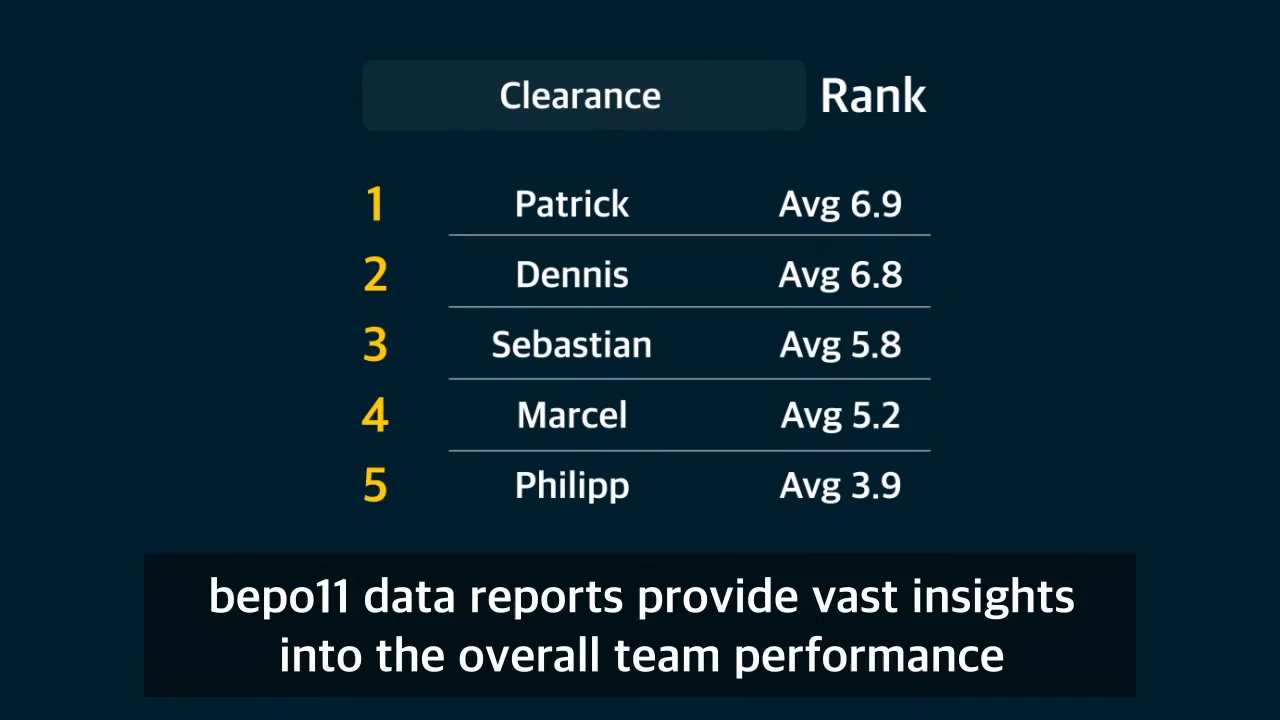 Clearance Rank
1 Patrick Avg 6.9
2 Dennis Avg 6.8
3 Sebastian Avg 5.8
4 Marcel Avg 5.2
5 Philipp Avg 3.9
bepo11 data reports provide vast insights
into the overall team performance